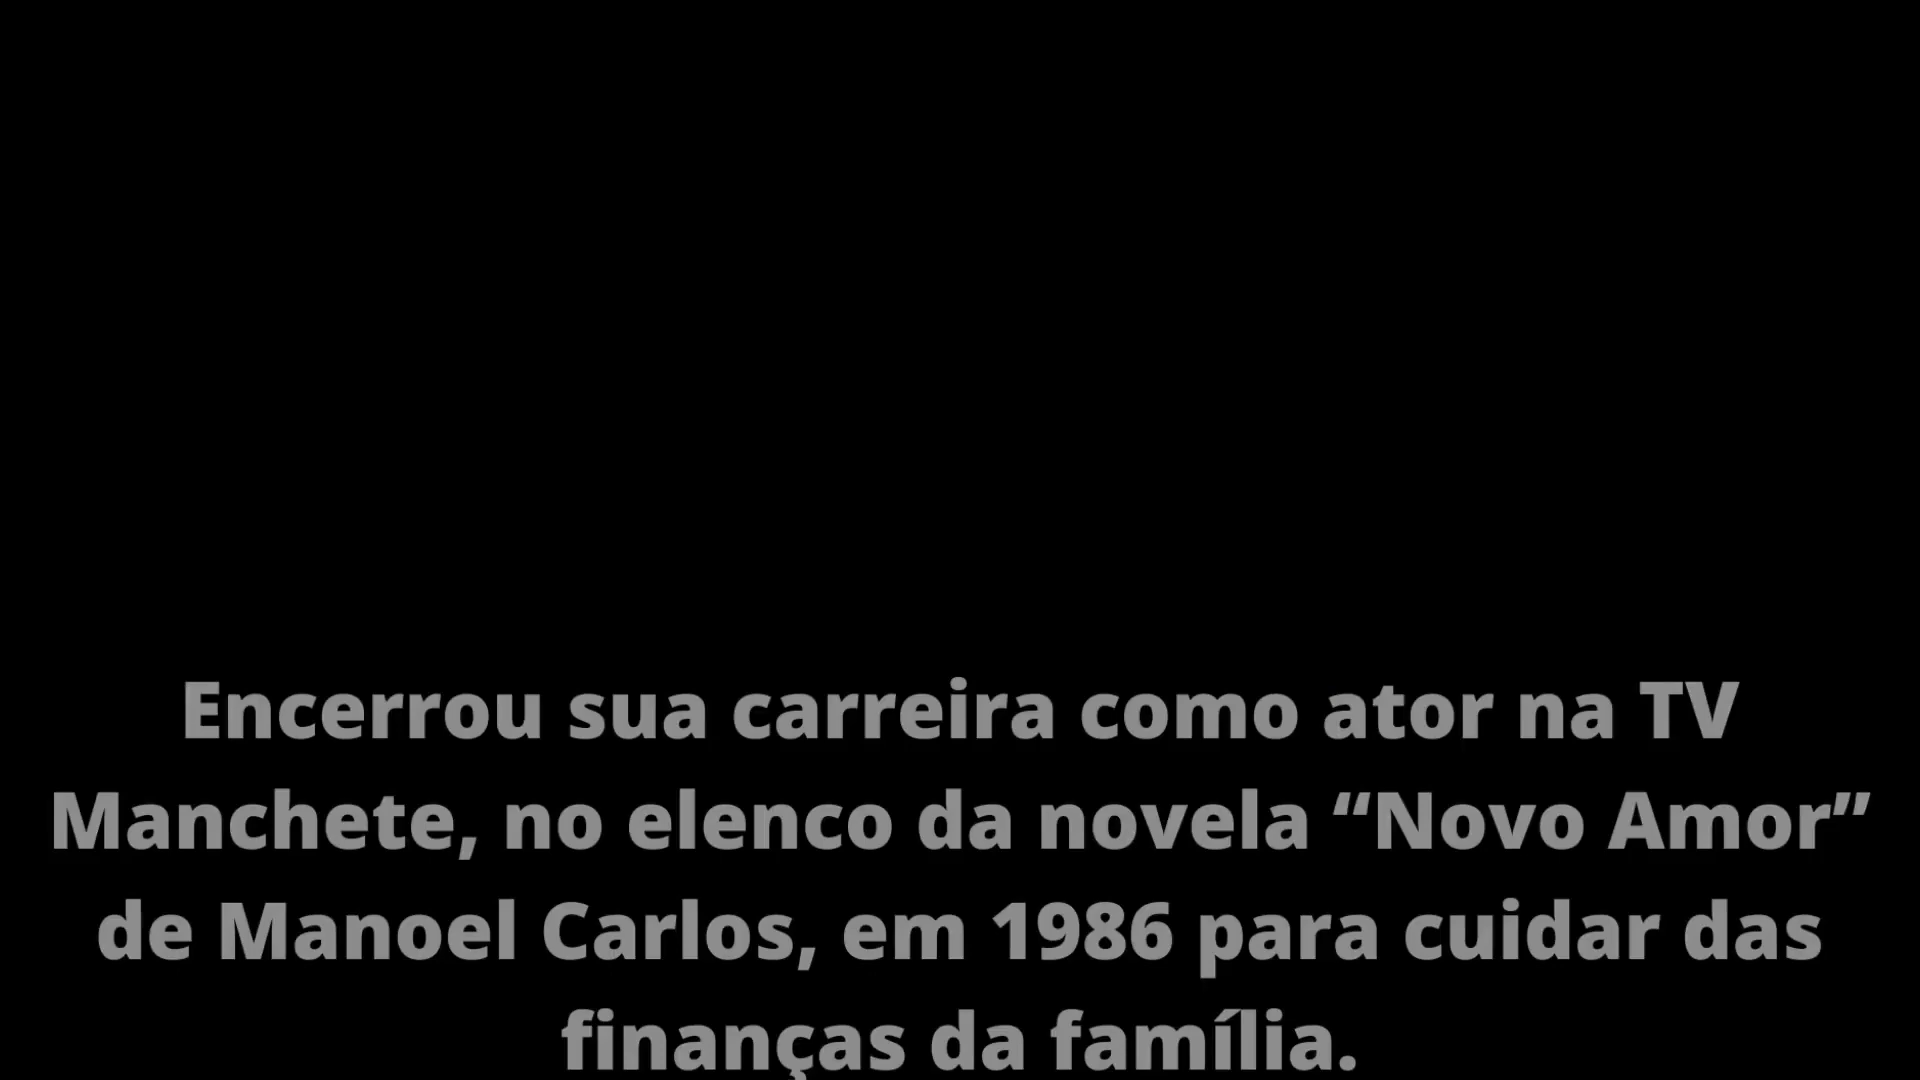 Encerrou sua carreira como ator na TV
Manchete, no elenco da novela “Novo Amor”
de Manoel Carlos, em 1986 para cuidar das
finanças da família.